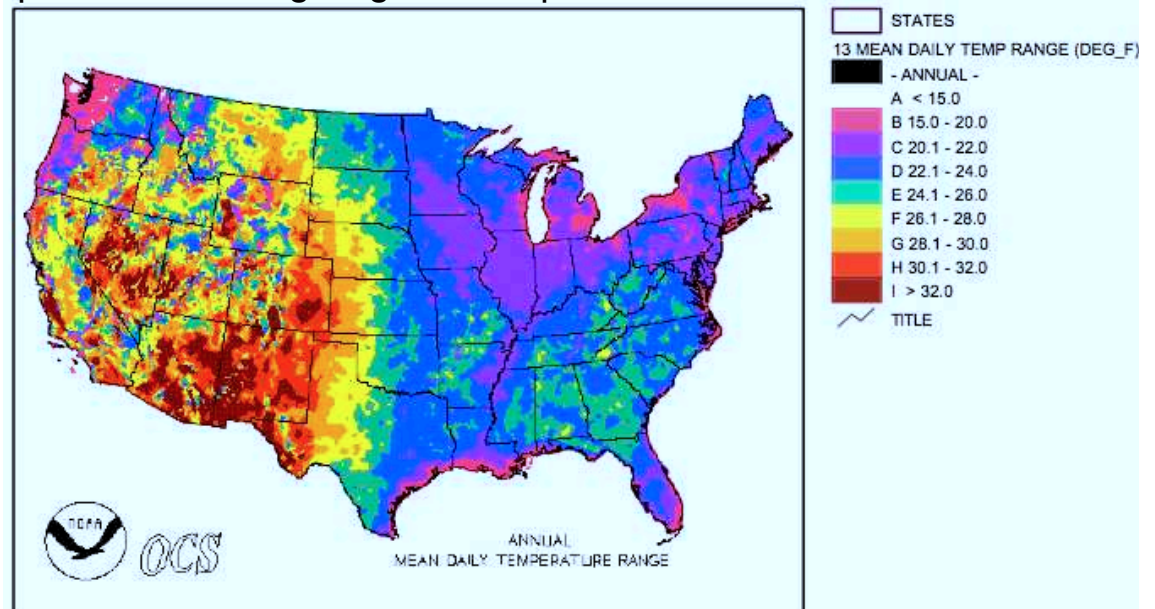 STATES
13 MEAN DAILY TEMP RANGE (DEG_F)
- ANNUAL -
A < 15.0
B 15.0 - 20.0
C 20.1 - 22.0
D 22.1 - 24.0
E 24.1 - 26.0
F 26.1 - 28.0
G 28.1 - 30.0
H 30.1 - 32.0
I > 32.0
TITLE
NOAA
OCS
ANNUAL
MEAN DAILY TEMPERATURE RANGE